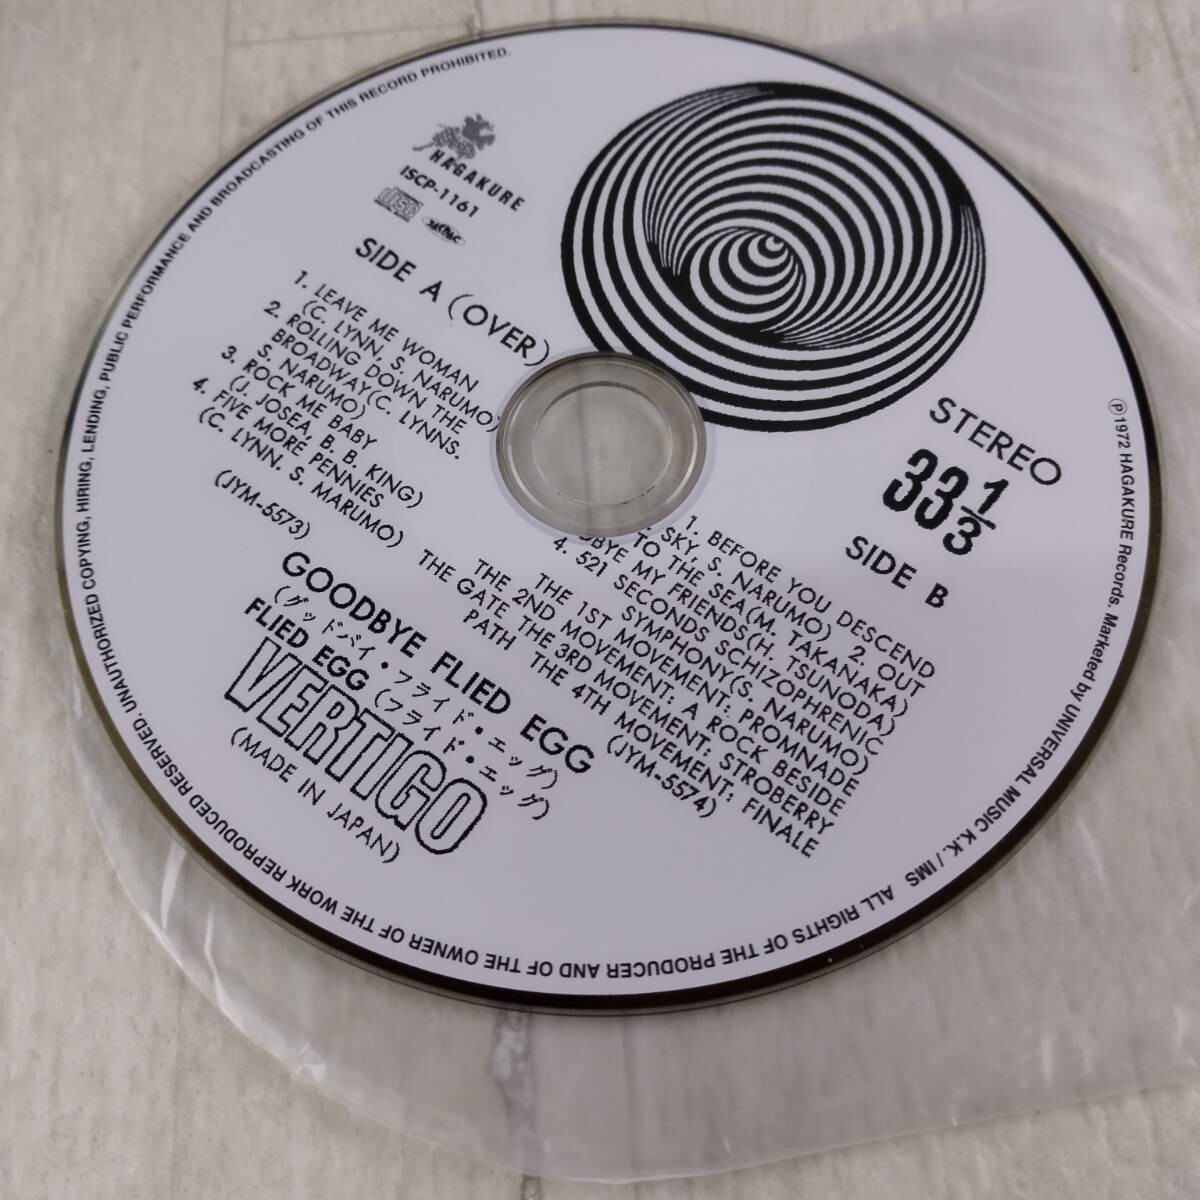 HÆGAKURE
ISCP-1161
SIDE A (OVER)
1. LEAVE ME WOMAN
(C. LYNN, S. NARUMO)
2. ROLLING DOWN THE
BROADWAY(C. LYNNS.
S. NARUMO)
3. ROCK ME BABY
(J. JOSEA, B. B. KING)
4. FIVE MORE PENNIES
(C. LYNN. S. MARUMO)
(JYM-5573)
STEREO
33 1/3
SIDE B
1. BEFORE YOU DESCEND
SKY, S. NARUMO) 2. OUT
TO THE SEA(M. TAKANAKA)
BYE MY FRIENDS(H. TSUNODA)
4. 521 SECONDS SCHIZOPHRENIC
SYMPHONY(S. NARUMO)
THE 1ST MOVEMENT: PROMNADE
THE 2ND MOVEMENT: A ROCK BESIDE
THE GATE THE 3RD MOVEMENT: STROBERRY
PATH THE 4TH MOVEMENT: FINALE
(JYM-5574)
GOODBYE FLIED EGG
(グッドバイ・フライド・エッグ)
FLIED EGG (フライド・エッグ)
VERTIGO
(MADE IN JAPAN)
Ⓟ1972 HAGAKURE Records. Marketed by UNIVERSAL MUSIC K.K. / IMS ALL RIGHTS OF THE PRODUCER AND OF THE OWNER OF THE WORK REPRODUCED RESERVED. UNAUTHORIZED COPYING, HIRING, LENDING, PUBLIC PERFORMANCE AND BROADCASTING OF THIS RECORD PROHIBITED.